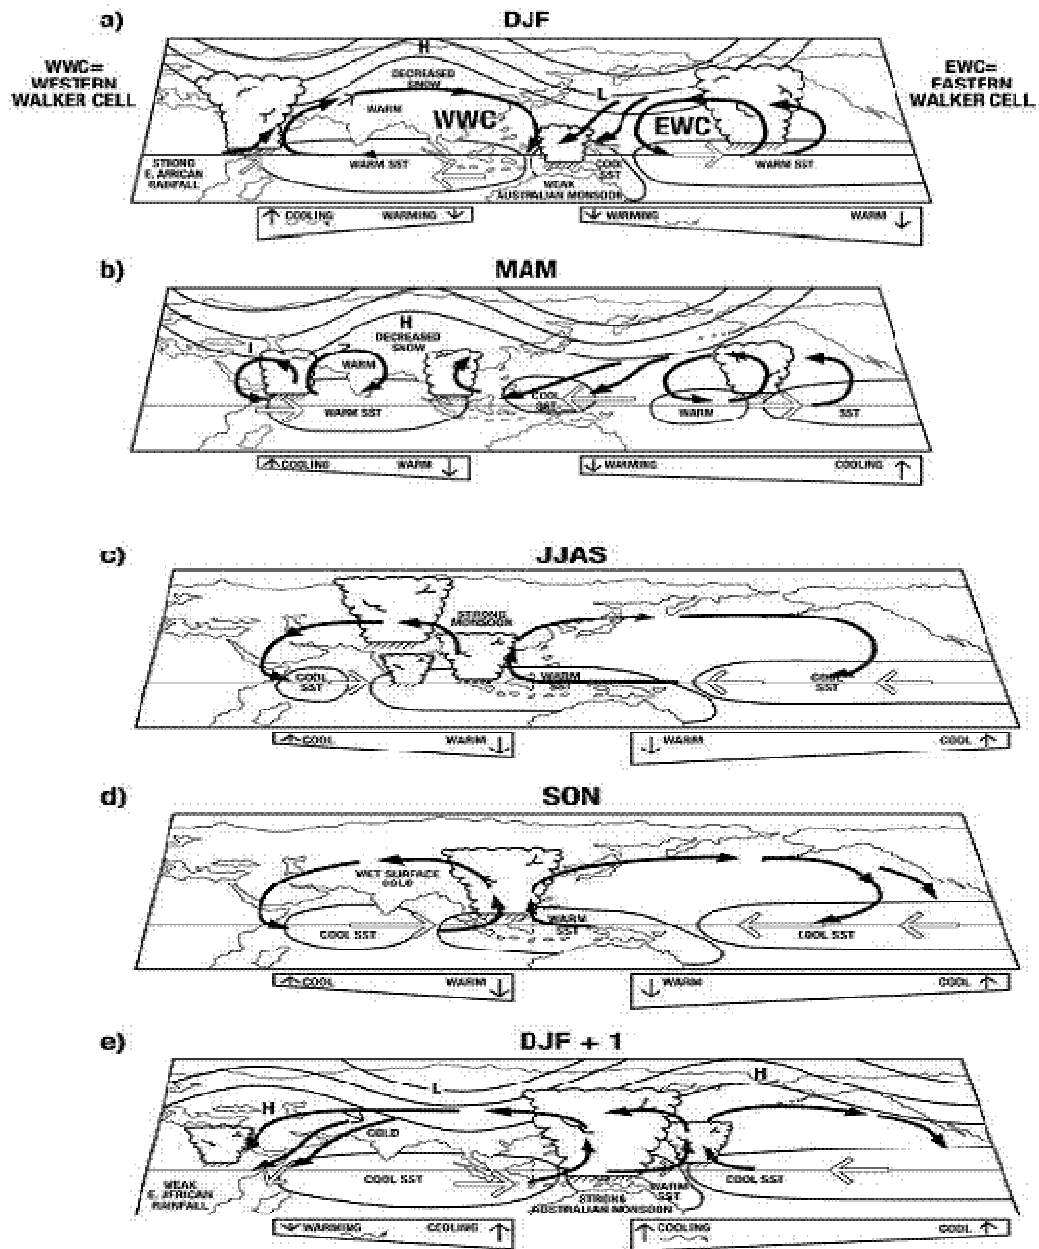 a)
DJF
WWC=
WESTERN
WALKER CELL
EWC=
EASTERN
WALKER CELL
H
DECREASED
SNOW
L
WARM
WWC
EWC
STRONG
E. AFRICAN
RAINFALL
WARM SST
COOL
SST
WARM SST
WEAK
AUSTRALIAN MONSOON
COOLING
WARMING
WARMING
WARM
b)
MAM
H
DECREASED
SNOW
WARM
WARM SST
COOL
SST
WARM
SST
COOLING
WARM
WARMING
COOLING
c)
JJAS
STRONG
MONSOON
COOL
SST
WARM
SST
COOL
SST
COOL
WARM
WARM
COOL
d)
SON
WET SURFACE
COLD
WARM
SST
COOL SST
COOL SST
COOL
WARM
WARM
COOL
e)
DJF + 1
L
H
H
COLD
WEAK
E. AFRICAN
RAINFALL
COOL SST
WARM
SST
COOL SST
STRONG
AUSTRALIAN MONSOON
WARMING
COOLING
COOLING
COOL